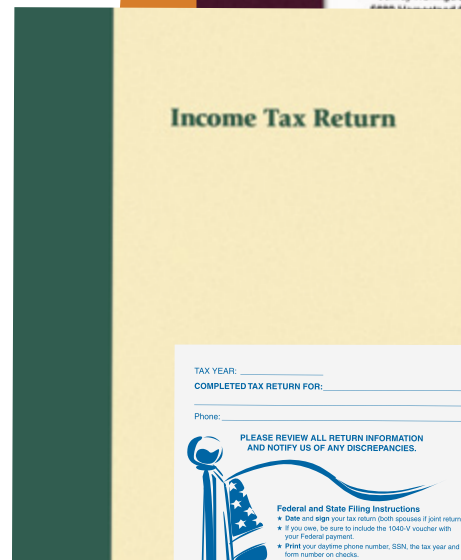 Income Tax Return
TAX YEAR:
COMPLETED TAX RETURN FOR:
Phone:
PLEASE REVIEW ALL RETURN INFORMATION
AND NOTIFY US OF ANY DISCREPANCIES.
Federal and State Filing Instructions
★ Date and sign your tax return (both spouses if joint return
★ If you owe, be sure to include the 1040-V voucher with
your Federal payment.
★ Print your daytime phone number, SSN, the tax year and
form number on checks.